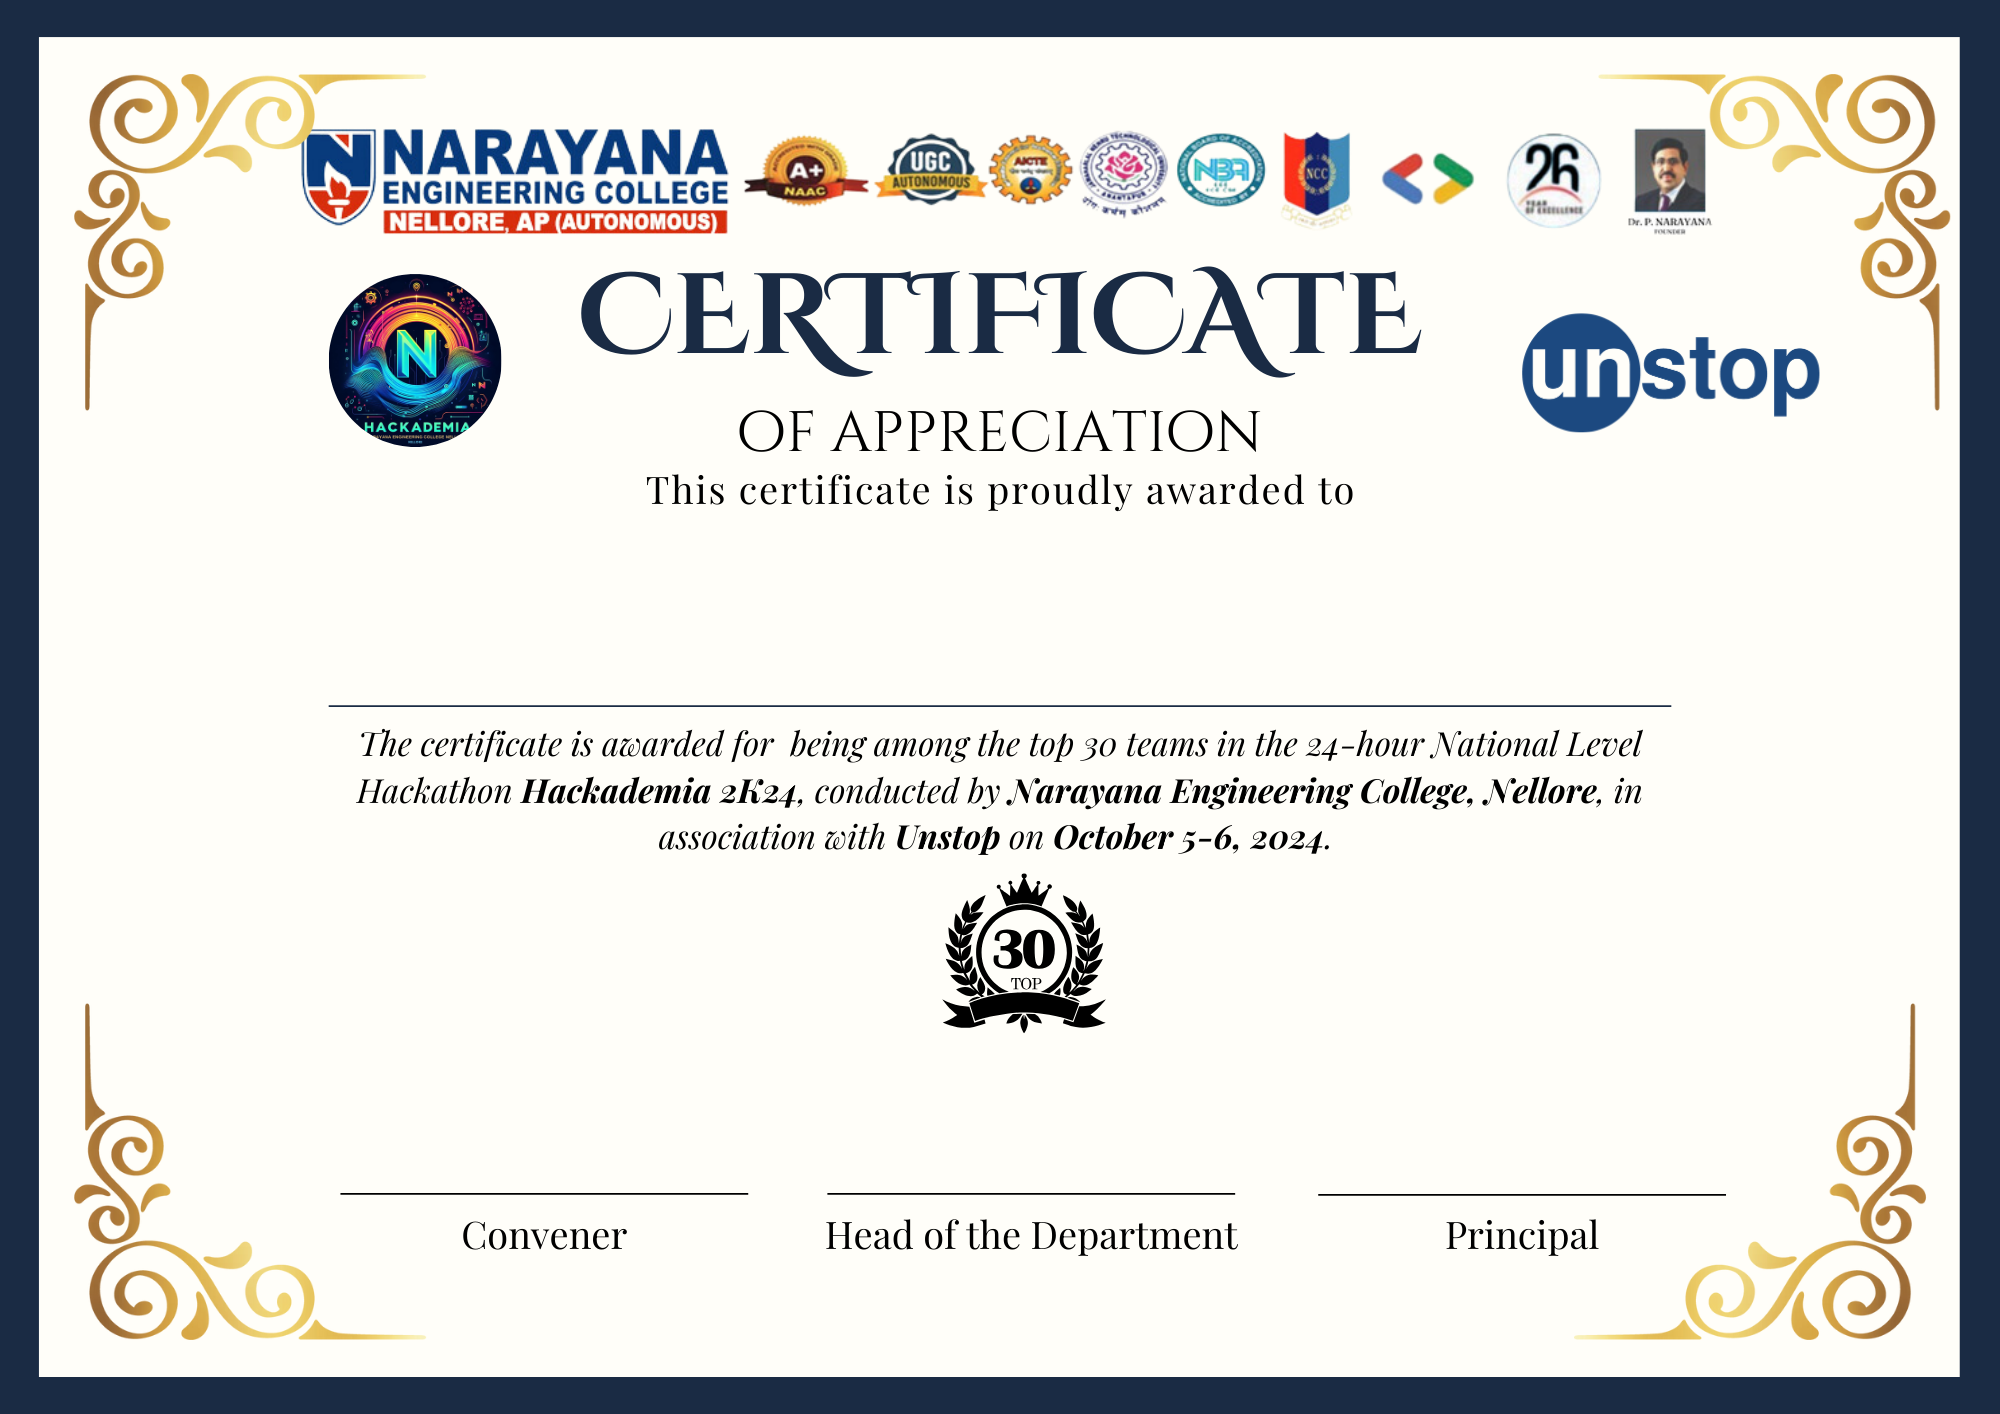 NARAYANA
ENGINEERING COLLEGE
NELLORE, AP (AUTONOMOUS)
A+
NAAC
UGC
AUTONOMOUS
AICTE
NBA
NCC
26
YEAR
OF EXCELLENCE
Dr. P. NARAYANA
FOUNDER
N
HACKADEMIA
CERTIFICATE
unstop
OF APPRECIATION
This certificate is proudly awarded to
The certificate is awarded for being among the top 30 teams in the 24-hour National Level
Hackathon Hackademia 2K24, conducted by Narayana Engineering College, Nellore, in
association with Unstop on October 5-6, 2024.
30
TOP
Convener
Head of the Department
Principal